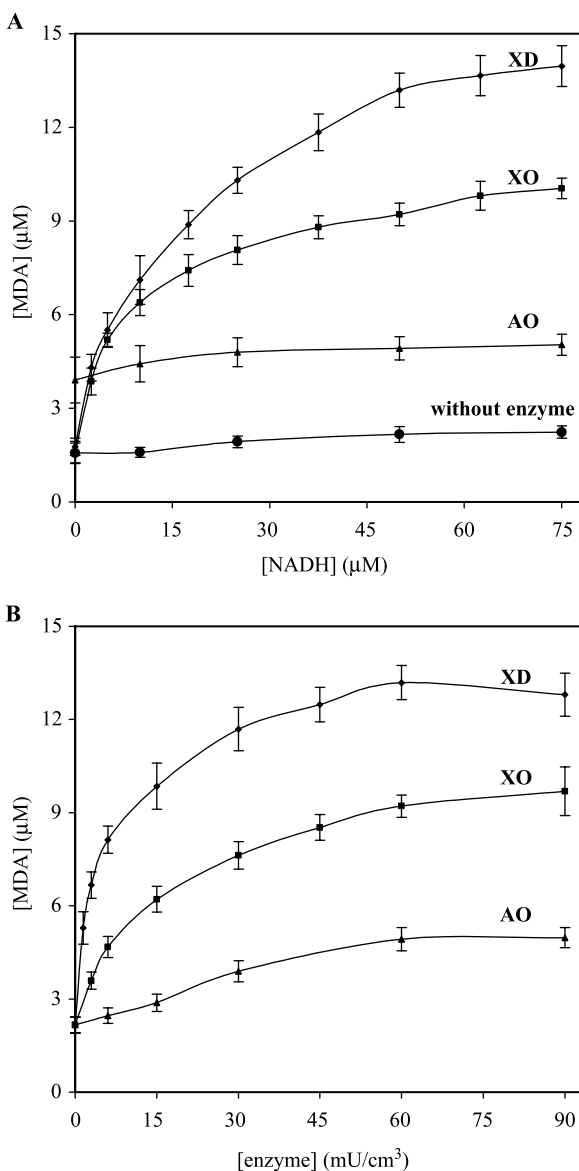 A
15
12
9
6
3
0
[MDA] (μM)
XD
XO
AO
without enzyme
0 15 30 45 60 75
[NADH] (μM)
B
15
12
9
6
3
0
[MDA] (μM)
XD
XO
AO
0 15 30 45 60 90
[enzyme] (mU/cm³)